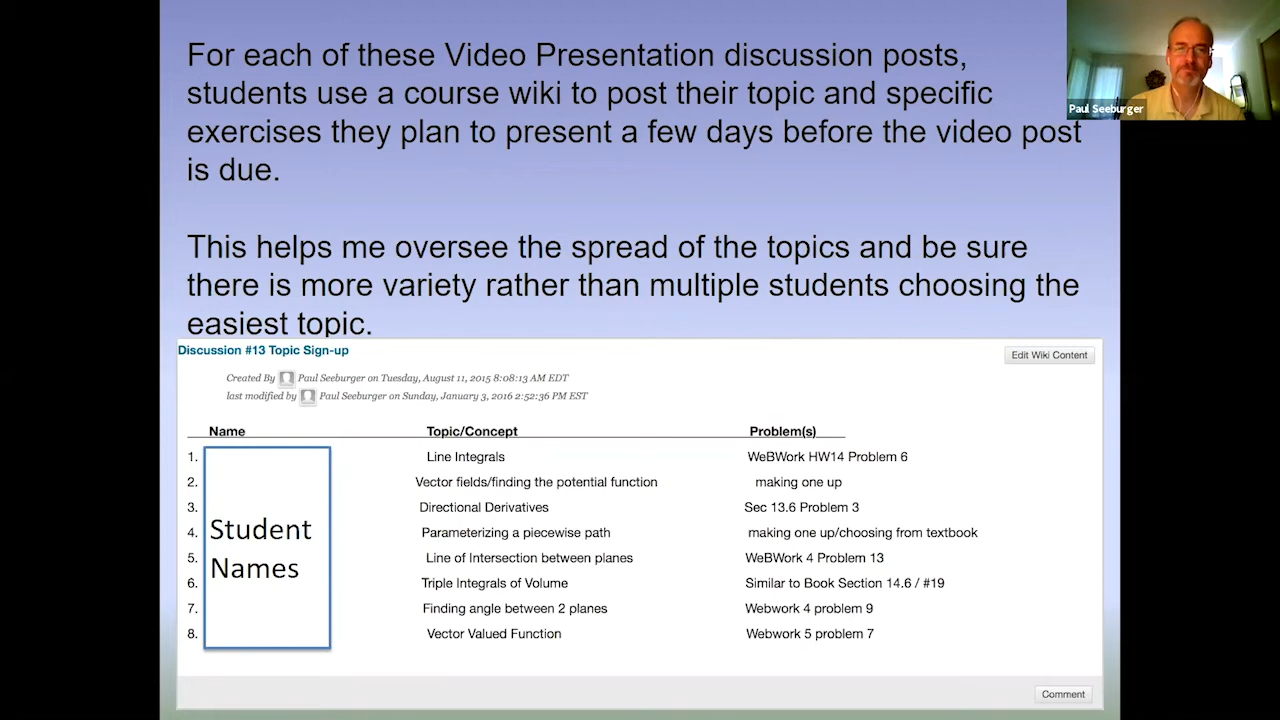 For each of these Video Presentation discussion posts,
students use a course wiki to post their topic and specific
exercises they plan to present a few days before the video post
is due.
Paul Seeburger
This helps me oversee the spread of the topics and be sure
there is more variety rather than multiple students choosing the
easiest topic.
Discussion #13 Topic Sign-up
Edit Wiki Content
Created By Paul Seeburger on Tuesday, August 11, 2015 8:08:13 AM EDT
last modified by Paul Seeburger on Sunday, January 3, 2016 2:52:36 PM EST
Name Topic/Concept Problem(s)
1. Line Integrals WeBWork HW14 Problem 6
2. Vector fields/finding the potential function making one up
3. Directional Derivatives Sec 13.6 Problem 3
4. Parameterizing a piecewise path making one up/choosing from textbook
5. Line of Intersection between planes WeBWork 4 Problem 13
6. Triple Integrals of Volume Similar to Book Section 14.6 / #19
7. Finding angle between 2 planes Webwork 4 problem 9
8. Vector Valued Function Webwork 5 problem 7
Student
Names
Comment